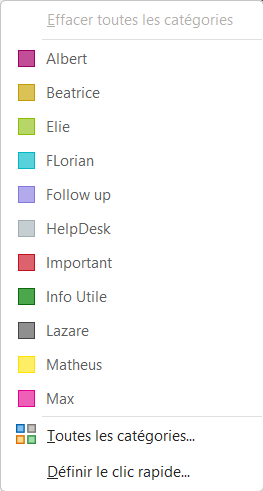 Effacer toutes les catégories
Albert
Beatrice
Elie
FLorian
Follow up
HelpDesk
Important
Info Utile
Lazare
Matheus
Max
Toutes les catégories...
Définir le clic rapide...